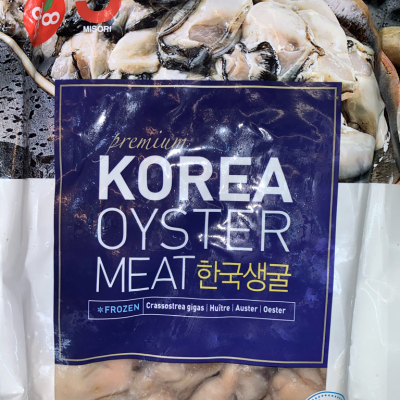 MISORI
premium
KOREA
OYSTER
MEAT 한국생굴
*FROZEN Crassostrea gigas | Huître | Auster | Oester